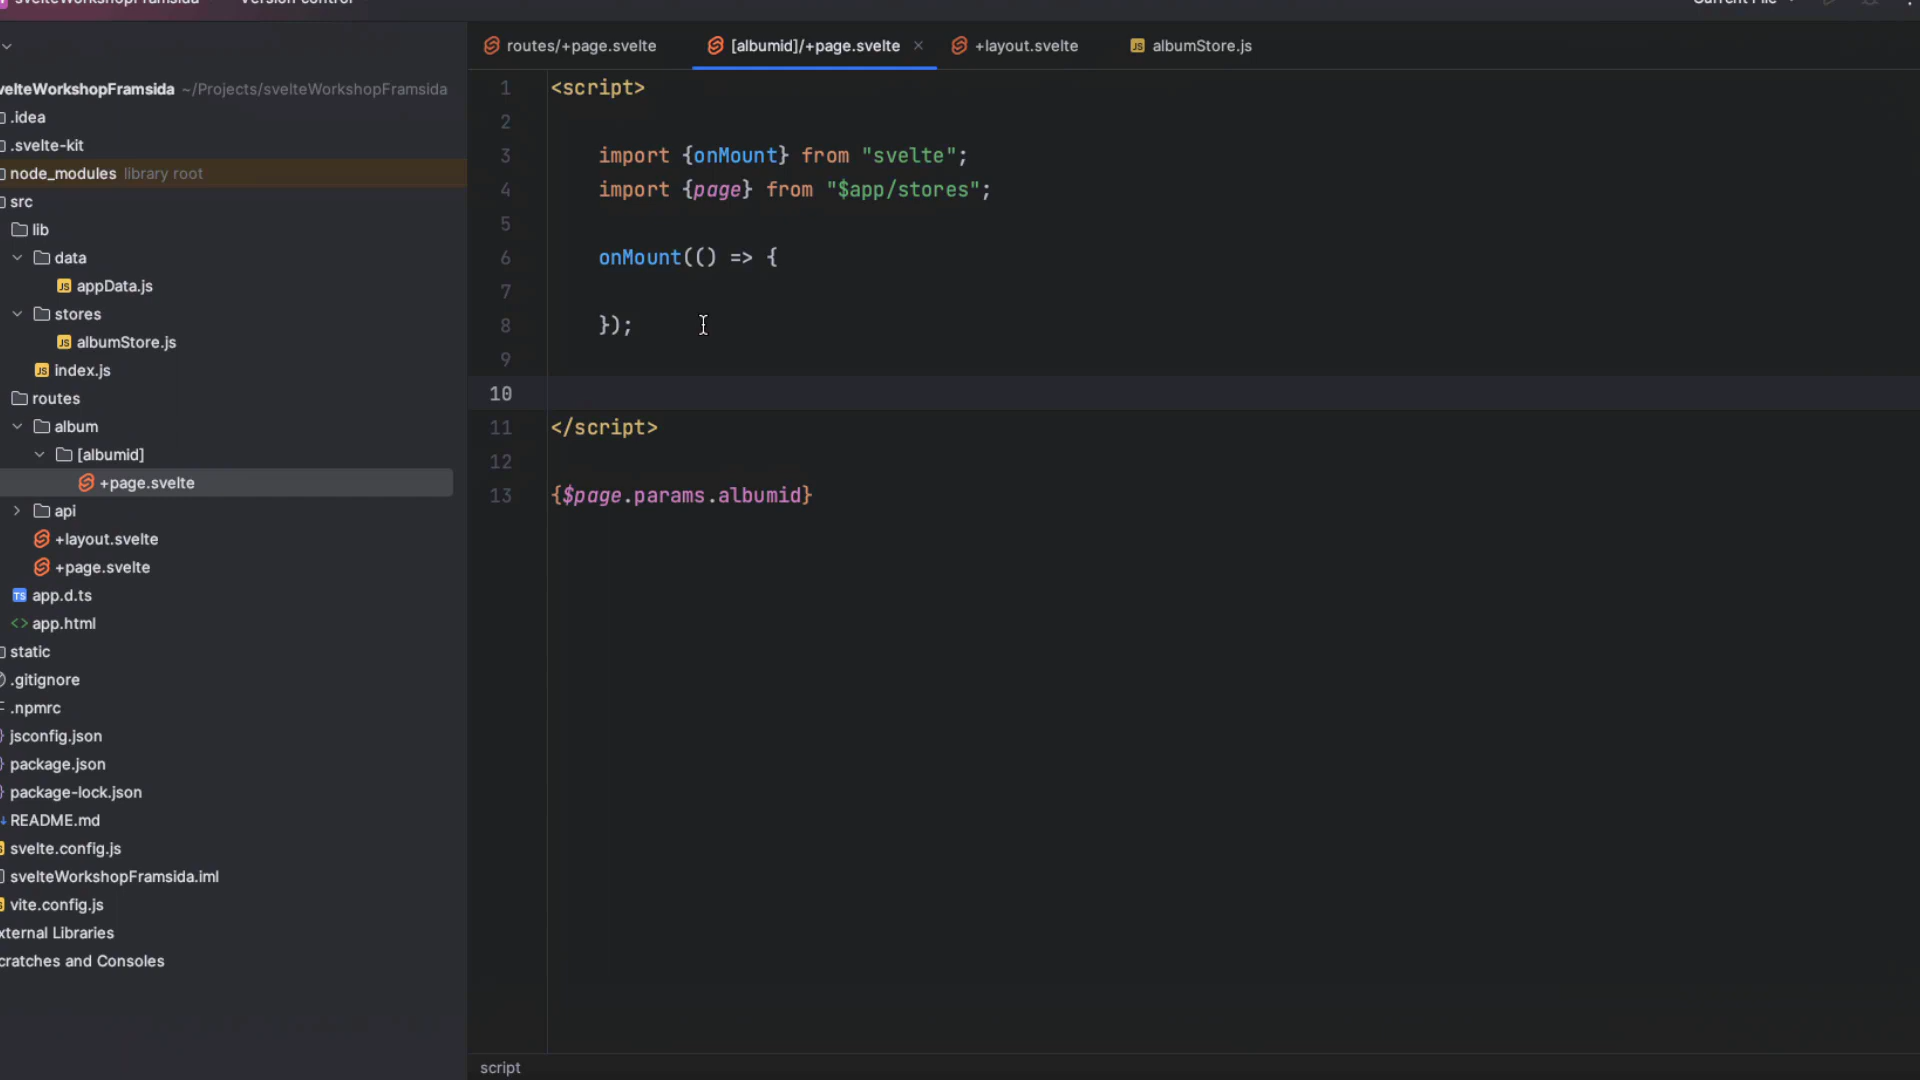 Version control
routes/+page.svelte
[albumid]/+page.svelte
+layout.svelte
albumStore.js
velteWorkshopFramsida ~/Projects/svelteWorkshopFramsida
.idea
.svelte-kit
node_modules library root
src
lib
data
appData.js
stores
albumStore.js
index.js
routes
album
[albumid]
+page.svelte
api
+layout.svelte
+page.svelte
app.d.ts
app.html
static
.gitignore
.npmrc
jsconfig.json
package.json
package-lock.json
README.md
svelte.config.js
svelteWorkshopFramsida.iml
vite.config.js
xternal Libraries
cratches and Consoles
1 <script>
2
3 import {onMount} from "svelte";
4 import {page} from "$app/stores";
5
6 onMount(() => {
7
8 });
9
10
11 </script>
12
13 {$page.params.albumid}
script